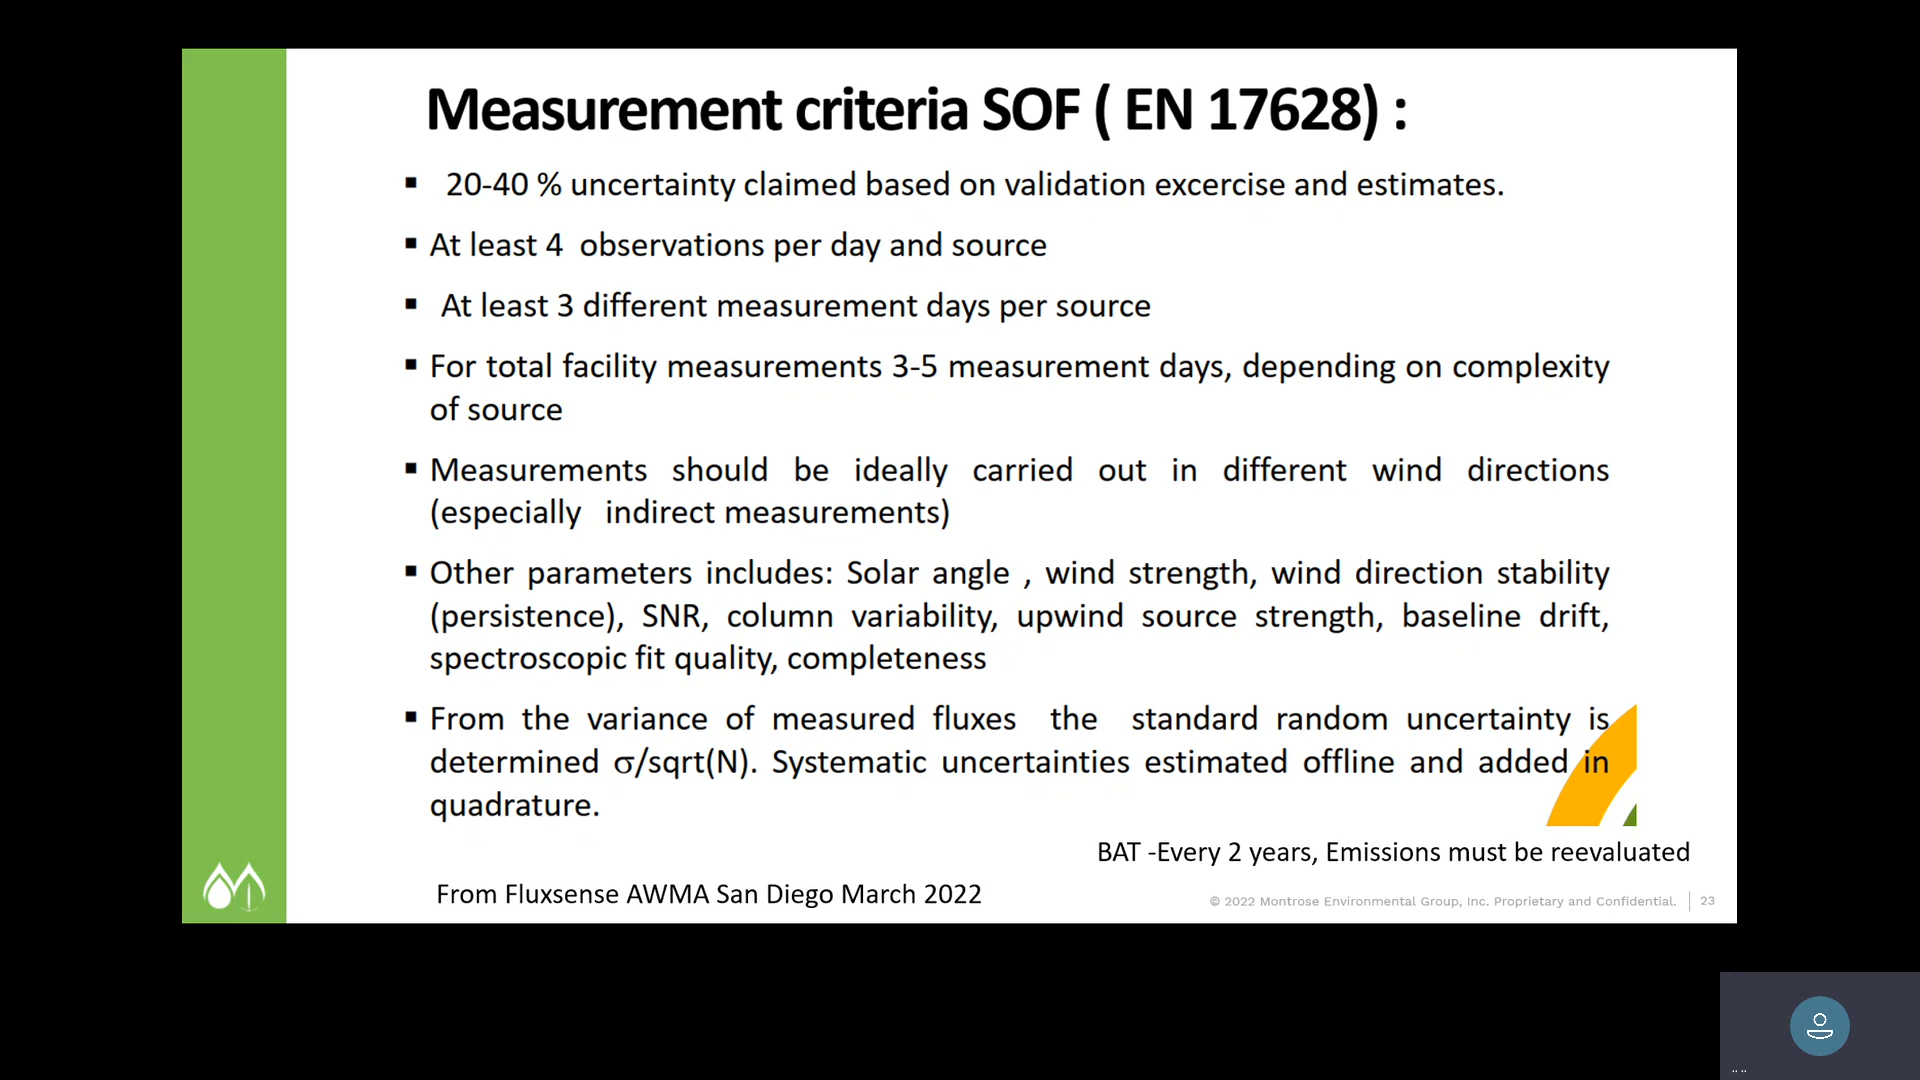 Measurement criteria SOF ( EN 17628) :
▪ 20-40 % uncertainty claimed based on validation excercise and estimates.
▪ At least 4 observations per day and source
▪ At least 3 different measurement days per source
▪ For total facility measurements 3-5 measurement days, depending on complexity
of source
▪ Measurements should be ideally carried out in different wind directions
(especially indirect measurements)
▪ Other parameters includes: Solar angle , wind strength, wind direction stability
(persistence), SNR, column variability, upwind source strength, baseline drift,
spectroscopic fit quality, completeness
▪ From the variance of measured fluxes the standard random uncertainty is
determined σ/sqrt(N). Systematic uncertainties estimated offline and added in
quadrature.
BAT -Every 2 years, Emissions must be reevaluated
From Fluxsense AWMA San Diego March 2022
© 2022 Montrose Environmental Group, Inc. Proprietary and Confidential. | 23